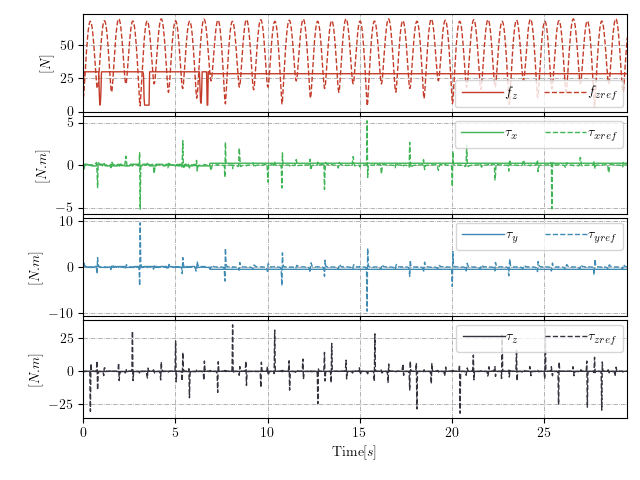 [N]
50
25
0
f_z f_zref
[N.m]
5
0
−5
τ_x τ_xref
[N.m]
10
0
−10
τ_y τ_yref
[N.m]
25
0
−25
τ_z τ_zref
0 5 10 15 20 25
Time[s]